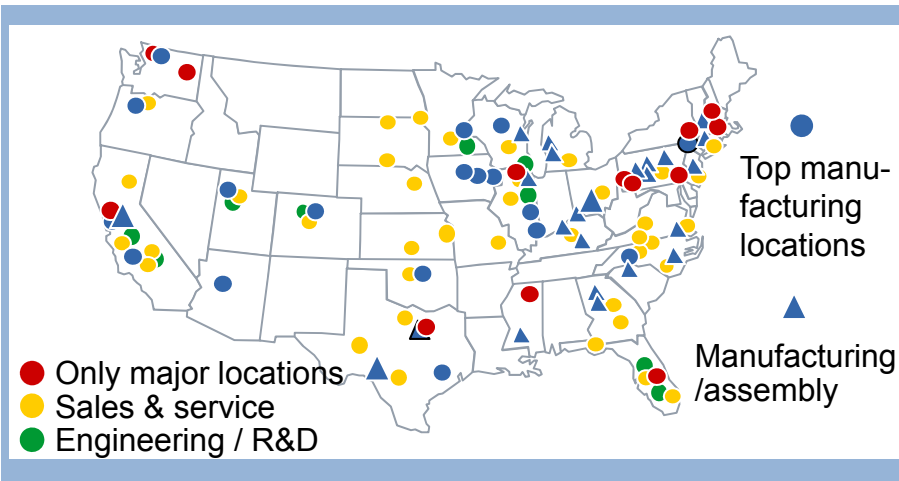 Top manu-
facturing
locations
Manufacturing
/assembly
Only major locations
Sales & service
Engineering / R&D